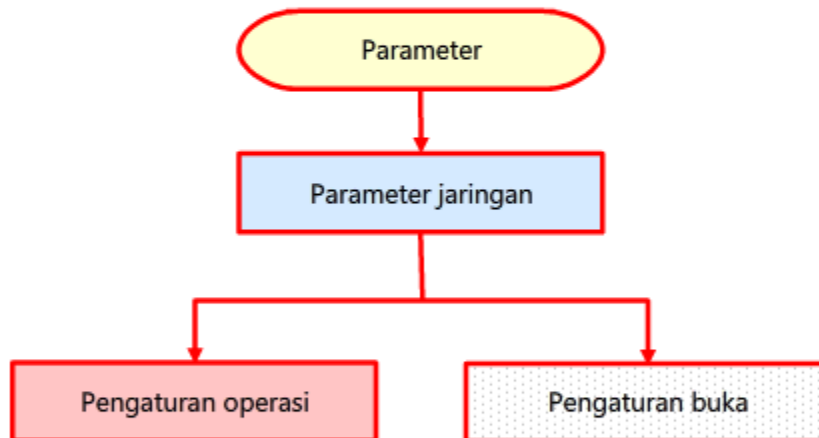 Parameter
Parameter jaringan
Pengaturan operasi
Pengaturan buka